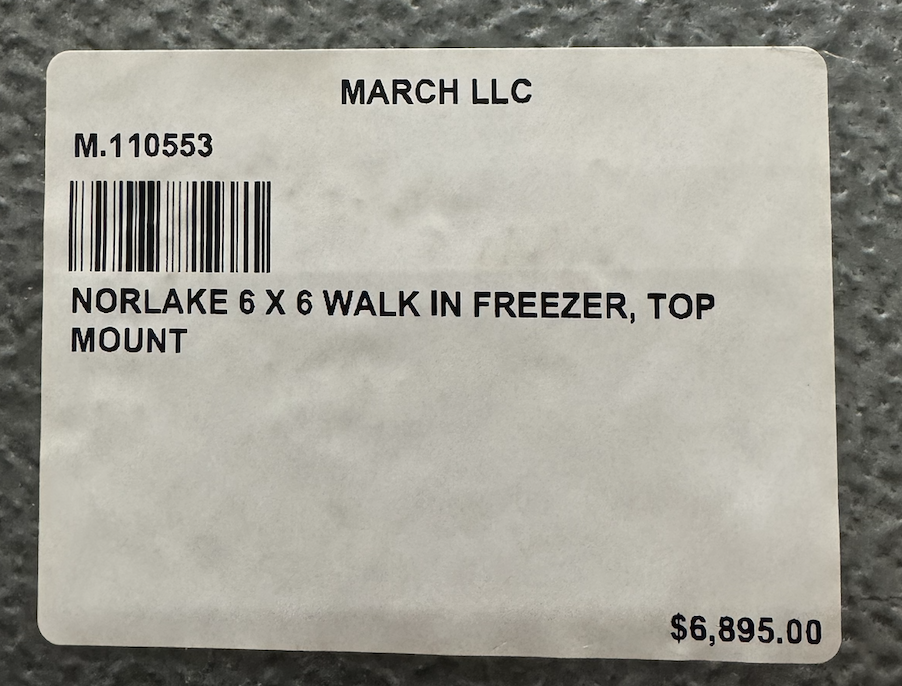 MARCH LLC
M.110553
NORLAKE 6 X 6 WALK IN FREEZER, TOP
MOUNT
$6,895.00